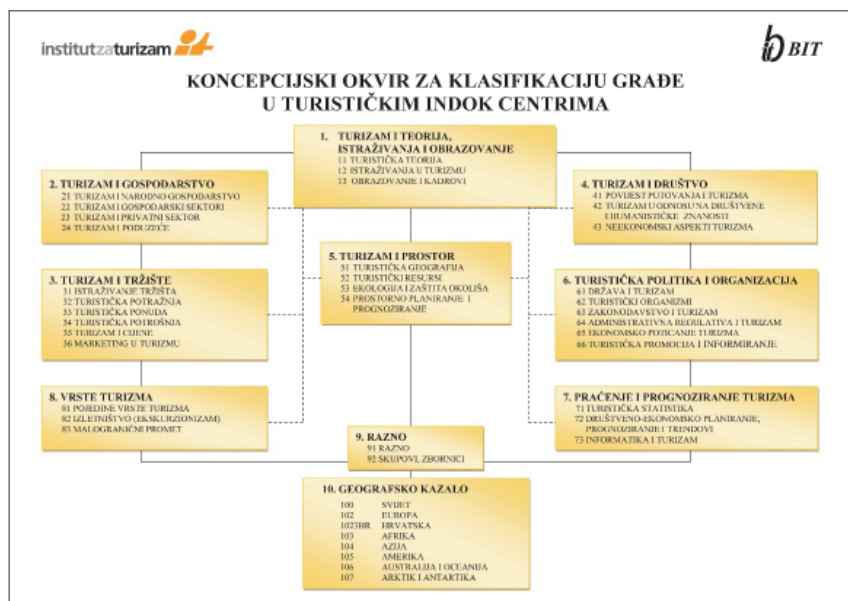 institutzaturizam
BIT
KONCEPCIJSKI OKVIR ZA KLASIFIKACIJU GRAĐE
U TURISTIČKIM INDOK CENTRIMA
1. TURIZAM I TEORIJA,
ISTRAŽIVANJA I OBRAZOVANJE
11 TURISTIČKA TEORIJA
12 ISTRAŽIVANJA U TURIZMU
13 OBRAZOVANJE I KADROVI
2. TURIZAM I GOSPODARSTVO
21 TURIZAM I NARODNO GOSPODARSTVO
22 TURIZAM I GOSPODARSKI SEKTORI
23 TURIZAM I PRIVATNI SEKTOR
24 TURIZAM I PODUZEĆE
4. TURIZAM I DRUŠTVO
41 POVIJEST PUTOVANJA I TURIZMA
42 TURIZAM U ODNOSU NA DRUŠTVENE
I HUMANISTIČKE ZNANOSTI
43 NEEKONOMSKI ASPEKTI TURIZMA
5. TURIZAM I PROSTOR
51 TURISTIČKA GEOGRAFIJA
52 TURISTIČKI RESURSI
53 EKOLOGIJA I ZAŠTITA OKOLIŠA
54 PROSTORNO PLANIRANJE I
PROGNOZIRANJE
3. TURIZAM I TRŽIŠTE
31 ISTRAŽIVANJE TRŽIŠTA
32 TURISTIČKA POTRAŽNJA
33 TURISTIČKA PONUDA
34 TURISTIČKA POTROŠNJA
35 TURIZAM I CIJENE
36 MARKETING U TURIZMU
6. TURISTIČKA POLITIKA I ORGANIZACIJA
61 DRŽAVA I TURIZAM
62 TURISTIČKI ORGANIZMI
63 ZAKONODAVSTVO I TURIZAM
64 ADMINISTRATIVNA REGULATIVA I TURIZAM
65 EKONOMSKO POTICANJE TURIZMA
66 TURISTIČKA PROMOCIJA I INFORMIRANJE
8. VRSTE TURIZMA
81 POJEDINE VRSTE TURIZMA
82 IZLETNIŠTVO (EKSKURZIONIZAM)
83 MALOGRANIČNI PROMET
7. PRAĆENJE I PROGNOZIRANJE TURIZMA
71 TURISTIČKA STATISTIKA
72 DRUŠTVENO-EKONOMSKO PLANIRANJE,
PROGNOZIRANJE I TRENDOVI
73 INFORMATIKA I TURIZAM
9. RAZNO
91 RAZNO
92 SKUPOVI, ZBORNICI
10. GEOGRAFSKO KAZALO
100 SVIJET
102 EUROPA
1023HR HRVATSKA
103 AFRIKA
104 AZIJA
105 AMERIKA
106 AUSTRALIJA I OCEANIJA
107 ARKTIK I ANTARTIKA